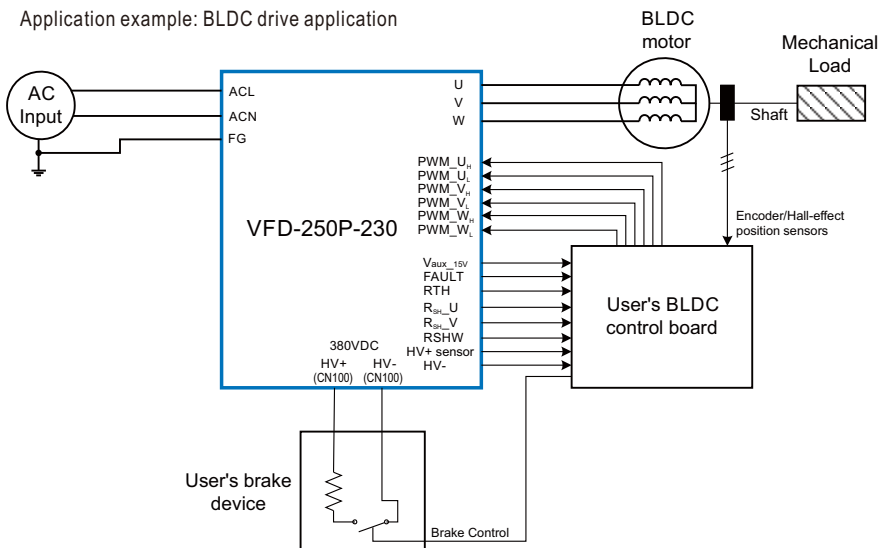 Application example: BLDC drive application
BLDC
motor
Mechanical
Load
AC
Input
ACL
ACN
FG
U
V
W
Shaft
PWM_UH
PWM_UL
PWM_VH
PWM_VL
PWM_WH
PWM_WL
VFD-250P-230
Encoder/Hall-effect
position sensors
Vaux_15V
FAULT
RTH
RSH_U
RSH_V
RSHW
HV+ sensor
HV-
User's BLDC
control board
380VDC
HV+ HV-
(CN100) (CN100)
User's brake
device
Brake Control